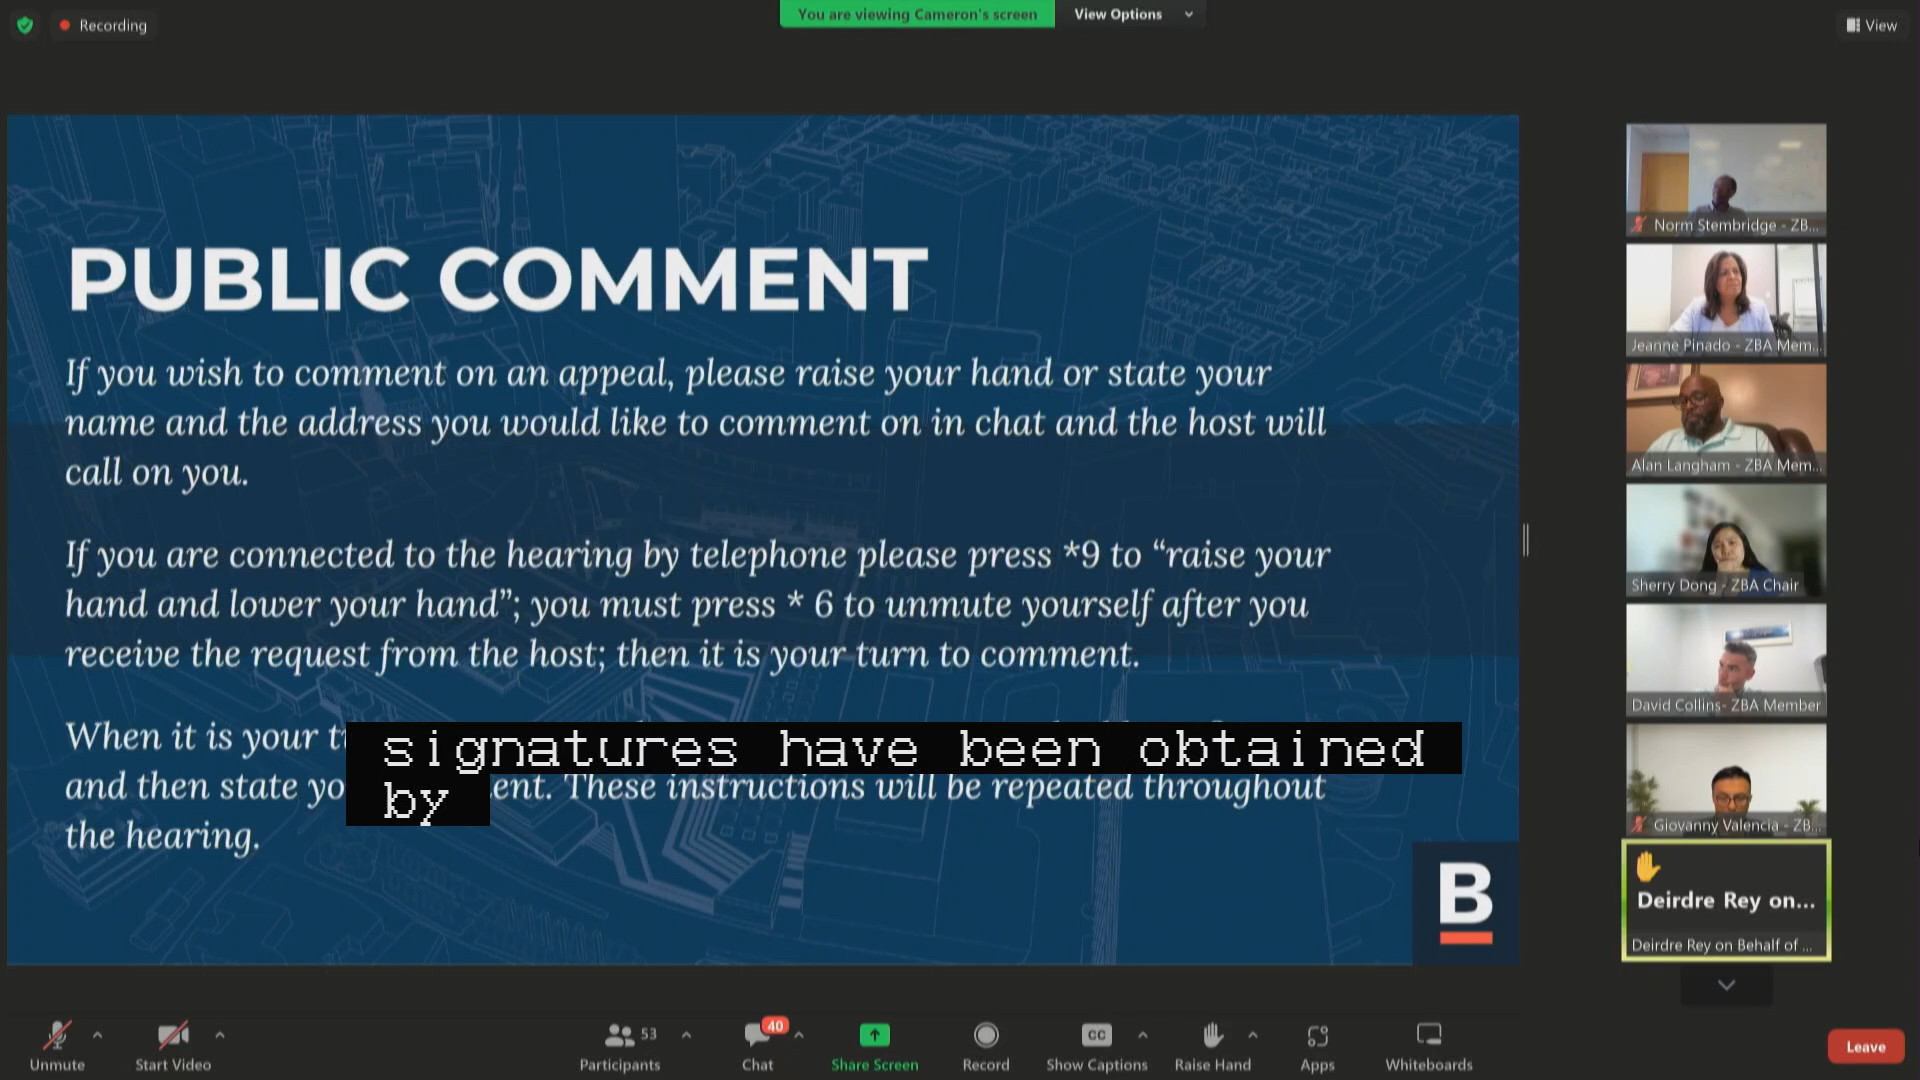 Recording
You are viewing Cameron's screen
View Options
View
PUBLIC COMMENT
If you wish to comment on an appeal, please raise your hand or state your
name and the address you would like to comment on in chat and the host will
call on you.
If you are connected to the hearing by telephone please press *9 to “raise your
hand and lower your hand”; you must press * 6 to unmute yourself after you
receive the request from the host; then it is your turn to comment.
When it is your
and then state ent. These instructions will be repeated throughout
the hearing.
signatures have been obtained
by
B
Norm Stembridge - ZB...
Jeanne Pinado - ZBA Mem...
Alan Langham - ZBA Mem...
Sherry Dong - ZBA Chair
David Collins- ZBA Member
Giovanny Valencia - ZB...
Deirdre Rey on...
Deirdre Rey on Behalf of ...
Unmute
Start Video
53
Participants
40
Chat
Share Screen
Record
CC
Show Captions
Raise Hand
Apps
Whiteboards
Leave